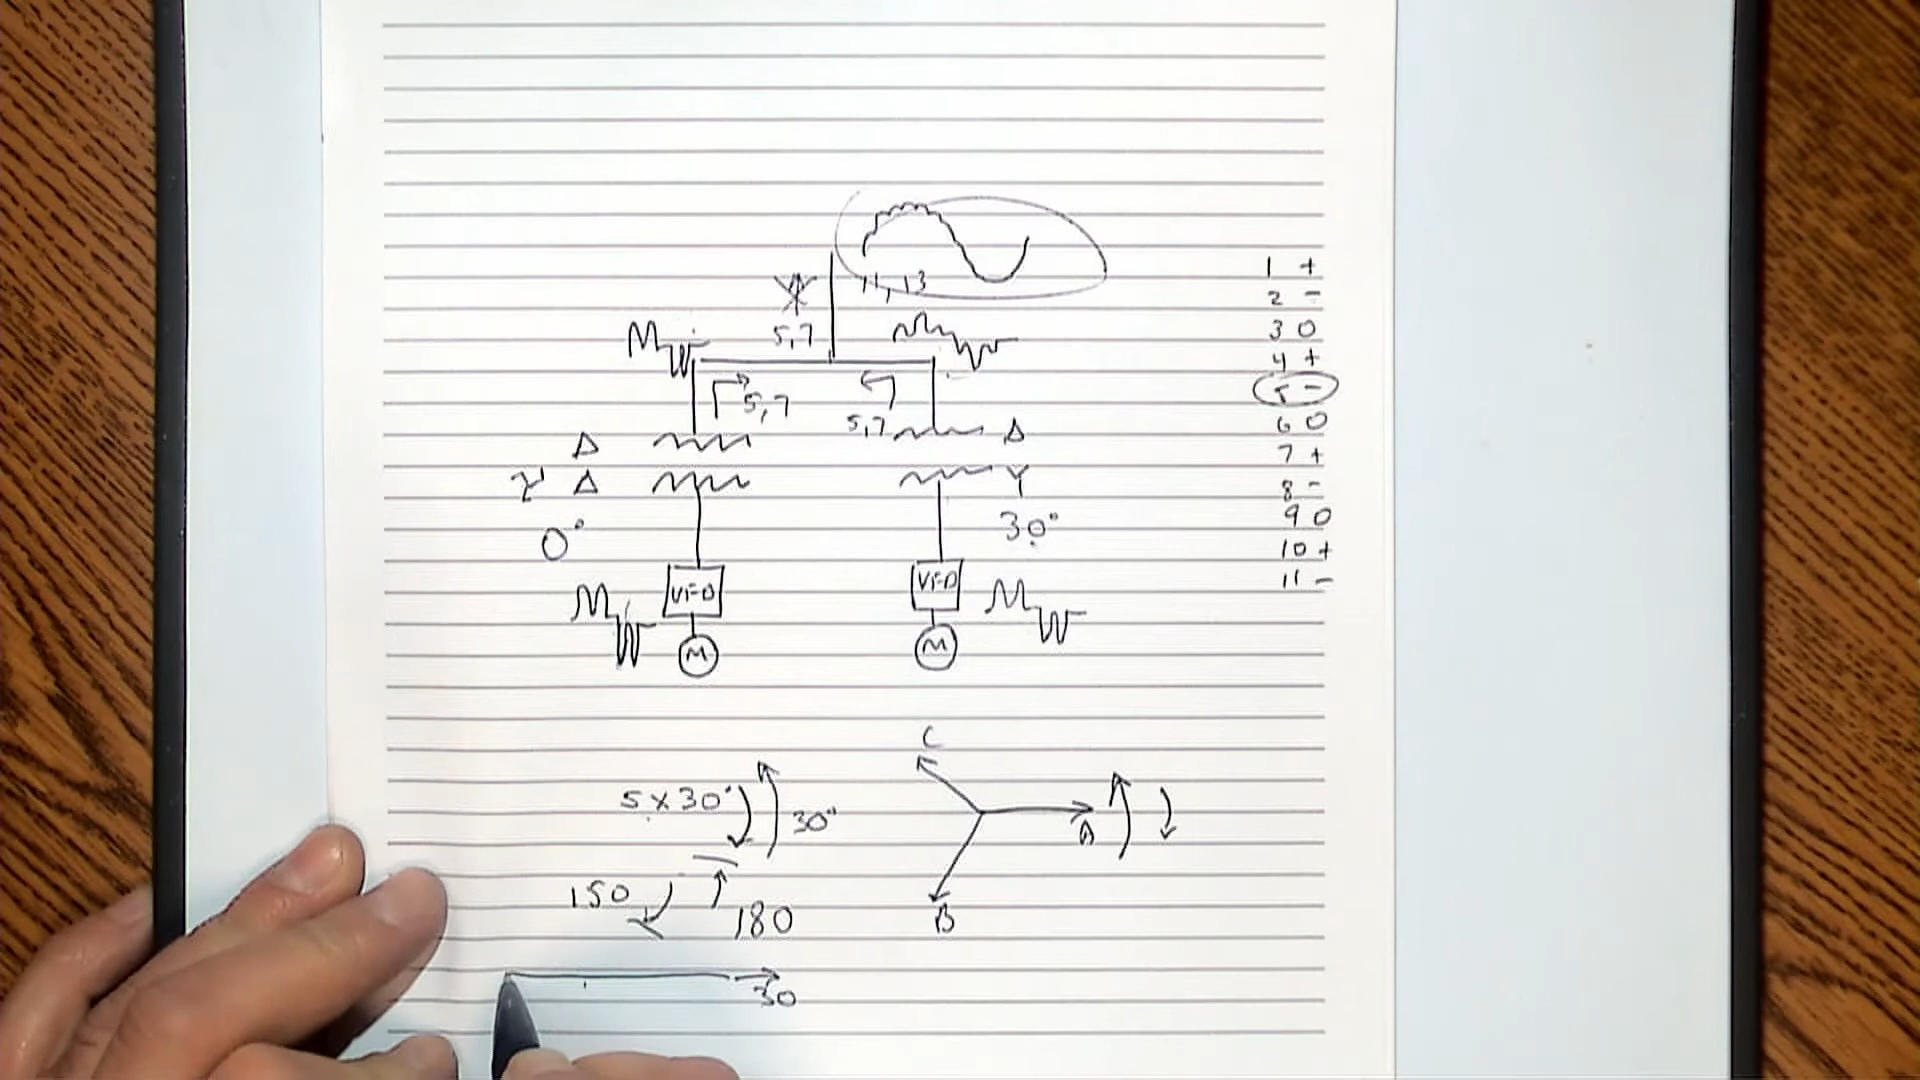 11, 13
5,7
5,7
5,7
Δ
Δ
Δ
Y
0°
30°
VFD
VFD
M
M
1 +
2 -
3 0
4 +
5 -
6 0
7 +
8 -
9 0
10 +
11 -
C
5 x 30°
30°
A
150
180
B
30